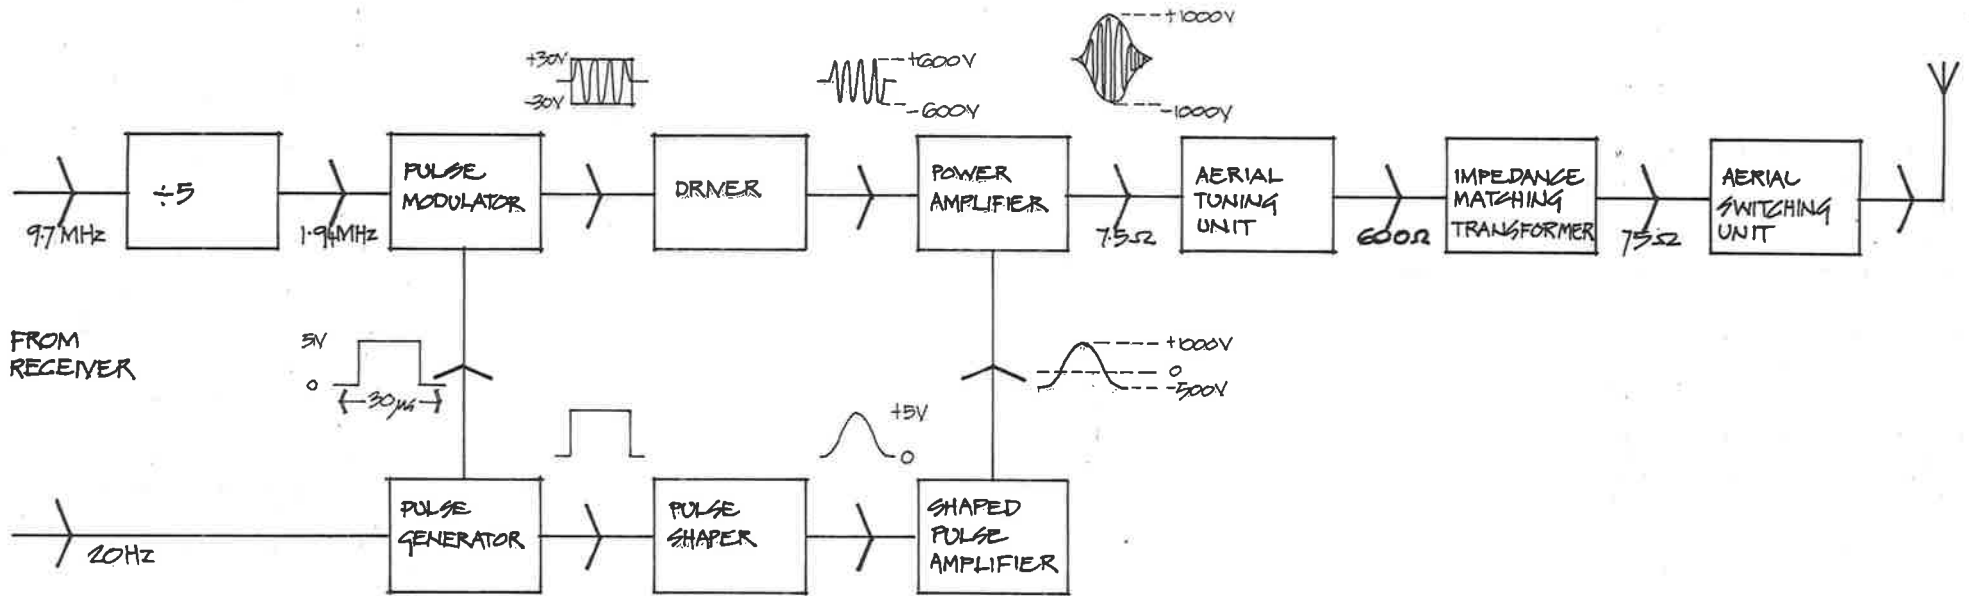 +1000V
+30V
-30V
+600V
-600V
-1000V
÷5
PULSE
MODULATOR
DRIVER
POWER
AMPLIFIER
AERIAL
TUNING
UNIT
IMPEDANCE
MATCHING
TRANSFORMER
AERIAL
SWITCHING
UNIT
9.7MHz
1.94MHz
7.5Ω
600Ω
75Ω
FROM
RECEIVER
5V
0
30μs
+1000V
0
-500V
+5V
0
20Hz
PULSE
GENERATOR
PULSE
SHAPER
SHAPED
PULSE
AMPLIFIER